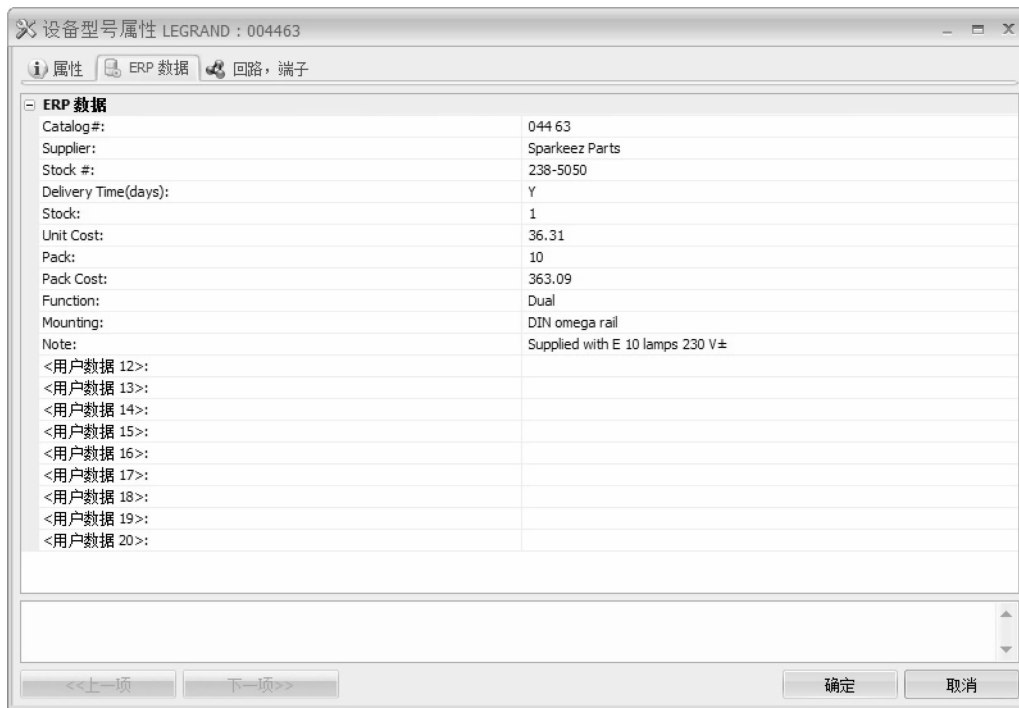 设备型号属性 LEGRAND : 004463
属性 ERP 数据 回路，端子
ERP 数据
Catalog#: 044 63
Supplier: Sparkeez Parts
Stock #: 238-5050
Delivery Time(days): Y
Stock: 1
Unit Cost: 36.31
Pack: 10
Pack Cost: 363.09
Function: Dual
Mounting: DIN omega rail
Note: Supplied with E 10 lamps 230 V±
<用户数据 12>:
<用户数据 13>:
<用户数据 14>:
<用户数据 15>:
<用户数据 16>:
<用户数据 17>:
<用户数据 18>:
<用户数据 19>:
<用户数据 20>:
<<上一项 下一项>> 确定 取消